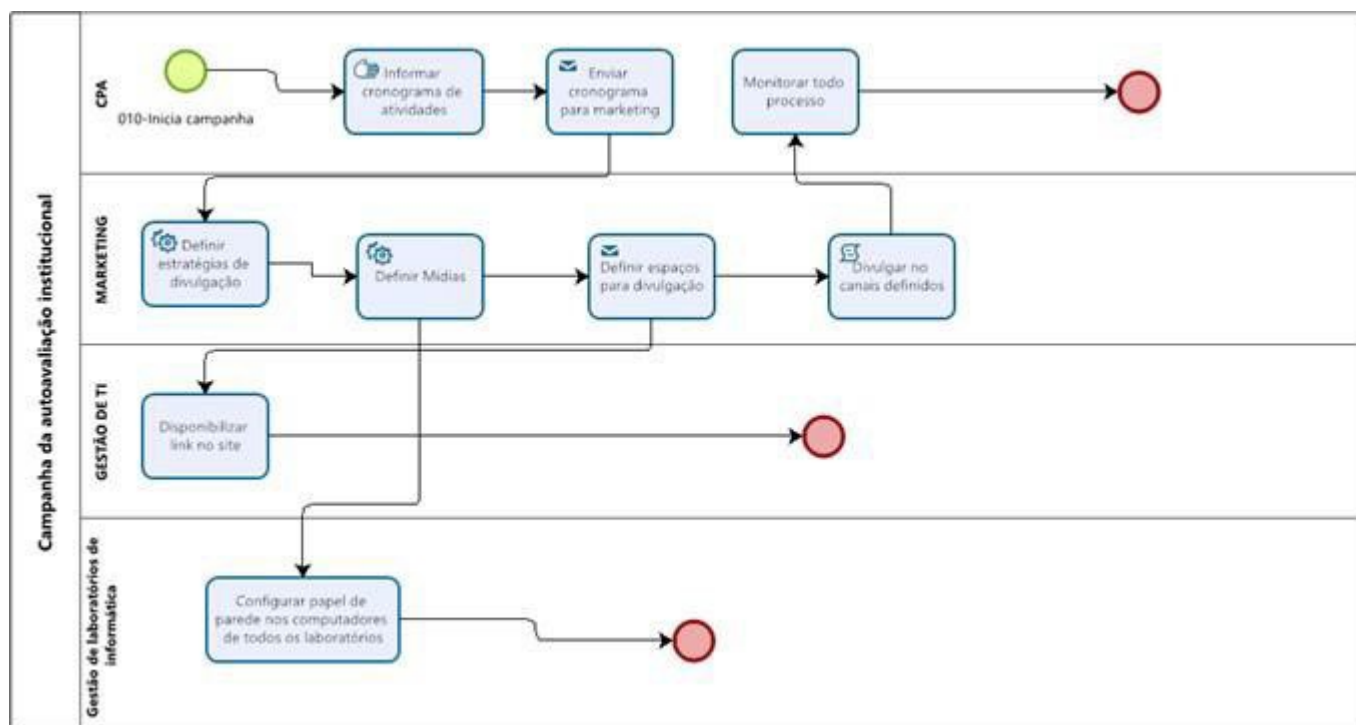 Campanha da autoavaliação institucional
CPA
010-Inicia campanha
Informar
cronograma de
atividades
Enviar
cronograma
para marketing
Monitorar todo
processo
MARKETING
Definir
estratégias de
divulgação
Definir Mídias
Definir espaços
para divulgação
Divulgar no
canais definidos
GESTÃO DE TI
Disponibilizar
link no site
Gestão de laboratórios de
informática
Configurar papel de
parede nos computadores
de todos os laboratórios